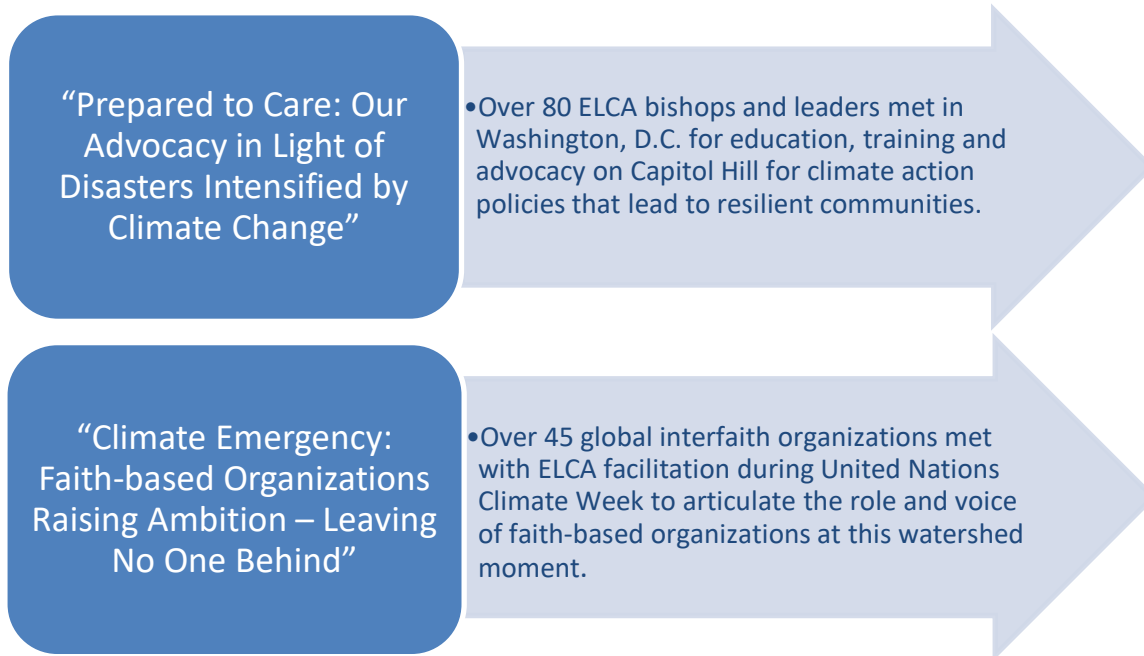 “Prepared to Care: Our
Advocacy in Light of
Disasters Intensified by
Climate Change”
•Over 80 ELCA bishops and leaders met in
Washington, D.C. for education, training and
advocacy on Capitol Hill for climate action
policies that lead to resilient communities.
“Climate Emergency:
Faith-based Organizations
Raising Ambition – Leaving
No One Behind”
•Over 45 global interfaith organizations met
with ELCA facilitation during United Nations
Climate Week to articulate the role and voice
of faith-based organizations at this watershed
moment.